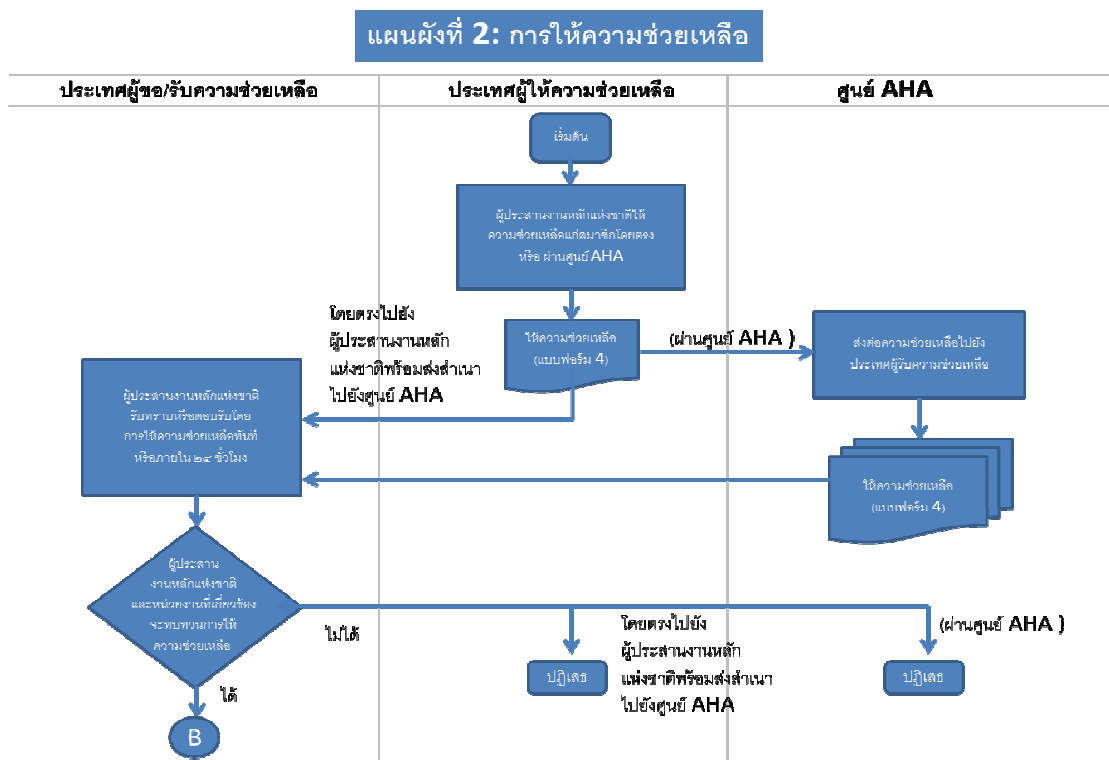 แผนผังที่ 2: การให้ความช่วยเหลือ
ประเทศผู้ขอ/รับความช่วยเหลือ
ประเทศผู้ให้ความช่วยเหลือ
ศูนย์ AHA
เริ่มต้น
ผู้ประสานงานหลักแห่งชาติให้
ความช่วยเหลือแก่สมาชิกโดยตรง
หรือ ผ่านศูนย์ AHA
โดยตรงไปยัง
ผู้ประสานงานหลัก
แห่งชาติพร้อมส่งสำเนา
ไปยังศูนย์ AHA
ให้ความช่วยเหลือ
(แบบฟอร์ม 4)
(ผ่านศูนย์ AHA )
ส่งต่อความช่วยเหลือไปยัง
ประเทศผู้รับความช่วยเหลือ
ผู้ประสานงานหลักแห่งชาติ
รับทราบหรือตอบรับโดย
การให้ความช่วยเหลือทันที
หรือภายใน ๒๔ ชั่วโมง
ให้ความช่วยเหลือ
(แบบฟอร์ม 4)
ผู้ประสาน
งานหลักแห่งชาติ
และหน่วยงานที่เกี่ยวข้อง
จะทบทวนการให้
ความช่วยเหลือ
ไม่ได้
โดยตรงไปยัง
ผู้ประสานงานหลัก
แห่งชาติพร้อมส่งสำเนา
ไปยังศูนย์ AHA
(ผ่านศูนย์ AHA )
ปฏิเสธ
ปฏิเสธ
ได้
B